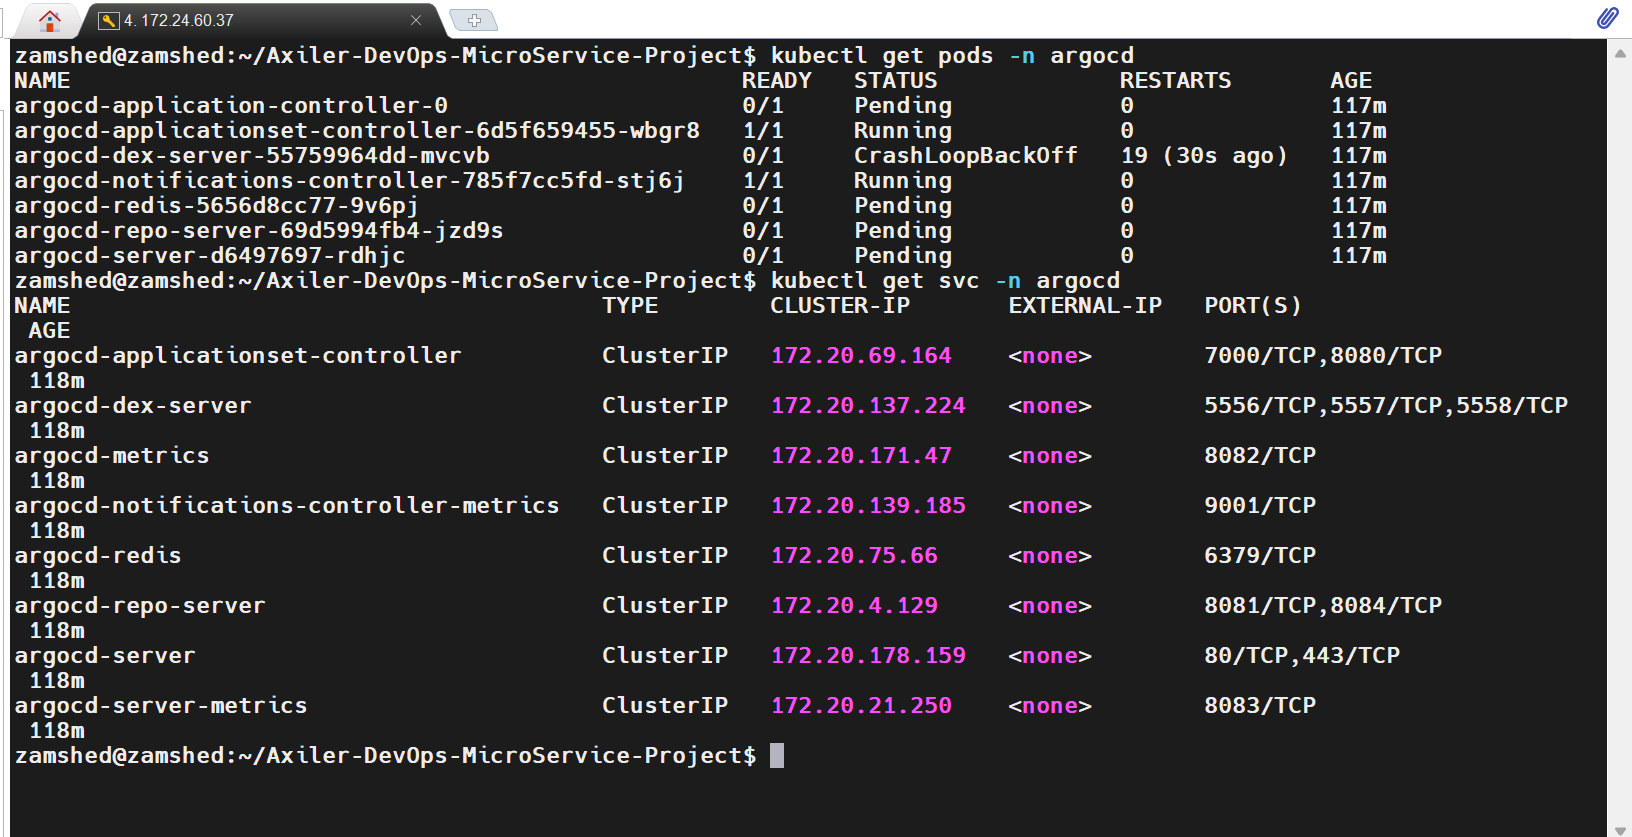 4. 172.24.60.37
zamshed@zamshed:~/Axiler-DevOps-MicroService-Project$ kubectl get pods -n argocd
NAME READY STATUS RESTARTS AGE
argocd-application-controller-0 0/1 Pending 0 117m
argocd-applicationset-controller-6d5f659455-wbgr8 1/1 Running 0 117m
argocd-dex-server-55759964dd-mvcvb 0/1 CrashLoopBackOff 19 (30s ago) 117m
argocd-notifications-controller-785f7cc5fd-stj6j 1/1 Running 0 117m
argocd-redis-5656d8cc77-9v6pj 0/1 Pending 0 117m
argocd-repo-server-69d5994fb4-jzd9s 0/1 Pending 0 117m
argocd-server-d6497697-rdhjc 0/1 Pending 0 117m
zamshed@zamshed:~/Axiler-DevOps-MicroService-Project$ kubectl get svc -n argocd
NAME TYPE CLUSTER-IP EXTERNAL-IP PORT(S)
AGE
argocd-applicationset-controller ClusterIP 172.20.69.164 <none> 7000/TCP,8080/TCP
118m
argocd-dex-server ClusterIP 172.20.137.224 <none> 5556/TCP,5557/TCP,5558/TCP
118m
argocd-metrics ClusterIP 172.20.171.47 <none> 8082/TCP
118m
argocd-notifications-controller-metrics ClusterIP 172.20.139.185 <none> 9001/TCP
118m
argocd-redis ClusterIP 172.20.75.66 <none> 6379/TCP
118m
argocd-repo-server ClusterIP 172.20.4.129 <none> 8081/TCP,8084/TCP
118m
argocd-server ClusterIP 172.20.178.159 <none> 80/TCP,443/TCP
118m
argocd-server-metrics ClusterIP 172.20.21.250 <none> 8083/TCP
118m
zamshed@zamshed:~/Axiler-DevOps-MicroService-Project$